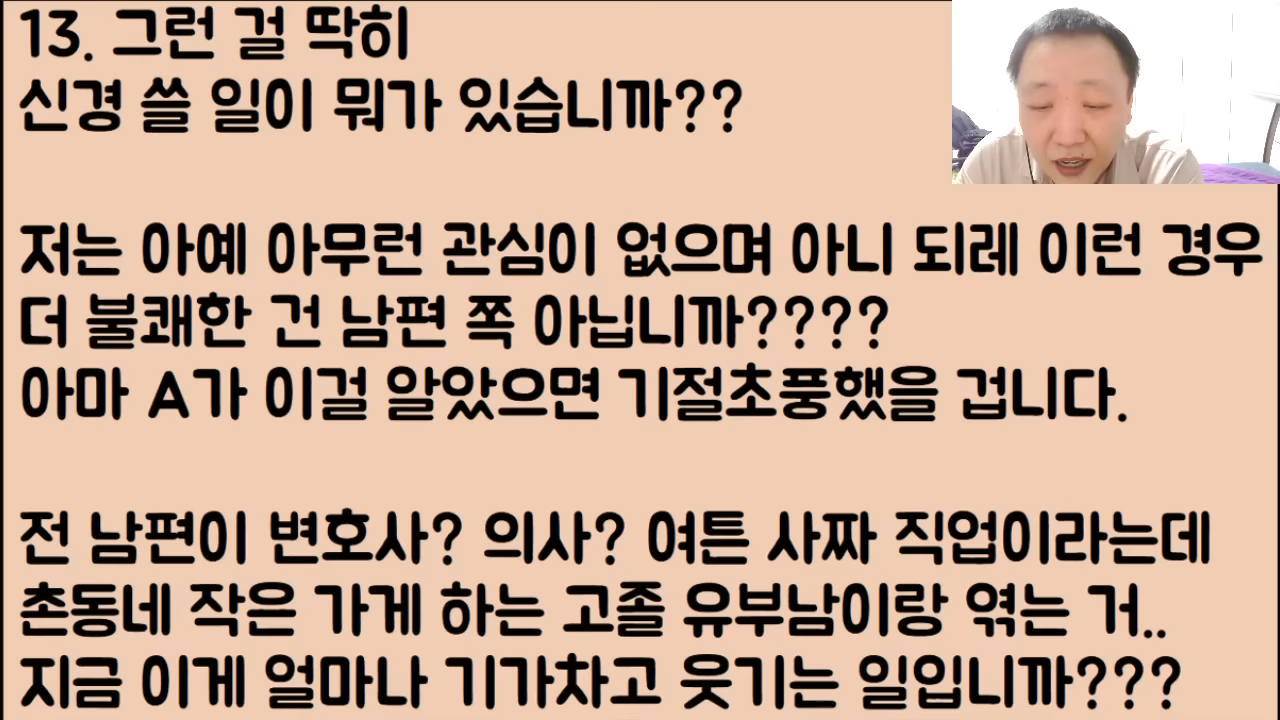 13. 그런 걸 딱히
신경 쓸 일이 뭐가 있습니까??
저는 아예 아무런 관심이 없으며 아니 되레 이런 경우
더 불쾌한 건 남편 쪽 아닙니까????
아마 A가 이걸 알았으면 기절초풍했을 겁니다.
전 남편이 변호사? 의사? 여튼 사짜 직업이라는데
촌동네 작은 가게 하는 고졸 유부남이랑 엮는 거..
지금 이게 얼마나 기가차고 웃기는 일입니까???